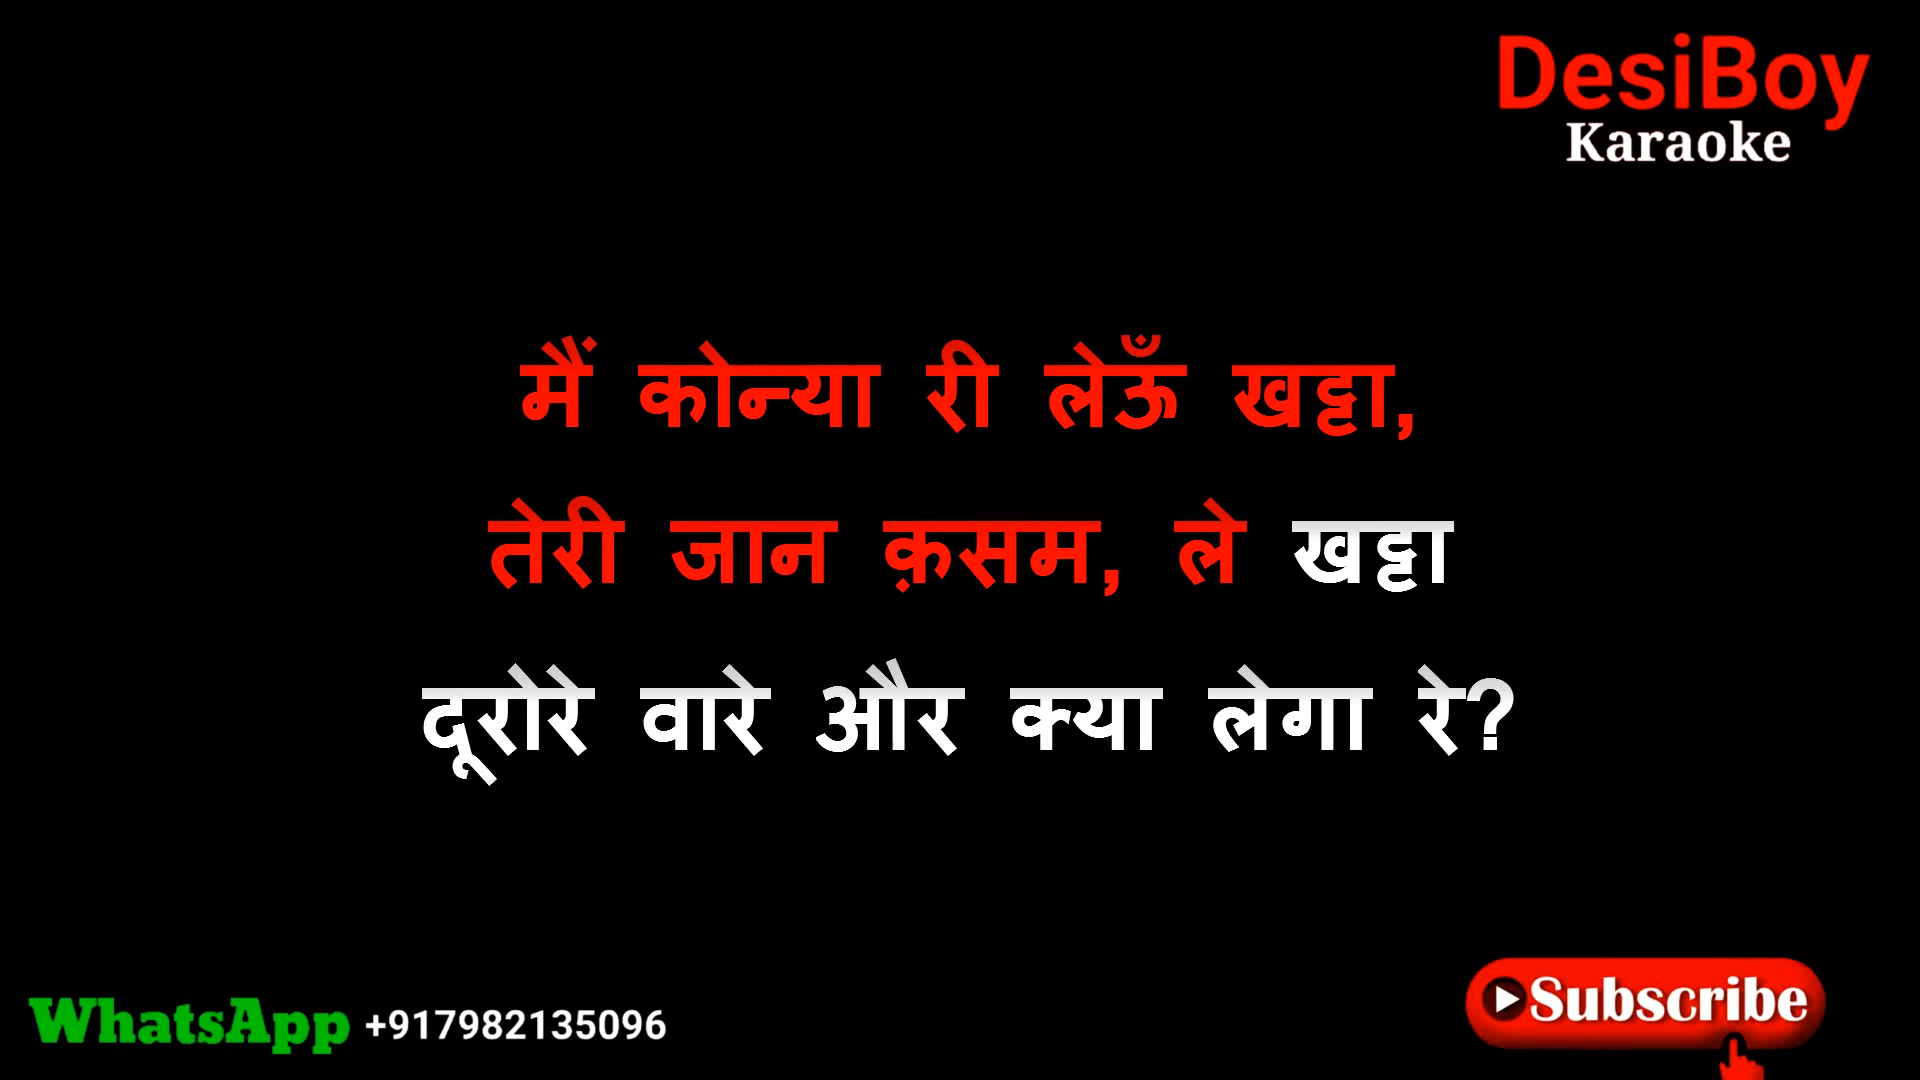 DesiBoy
Karaoke
मैं कोन्या री लेऊँ खट्टा,
तेरी जान क़सम, ले खट्टा
दूरोरे वारे और क्या लेगा रे?
WhatsApp +917982135096
Subscribe